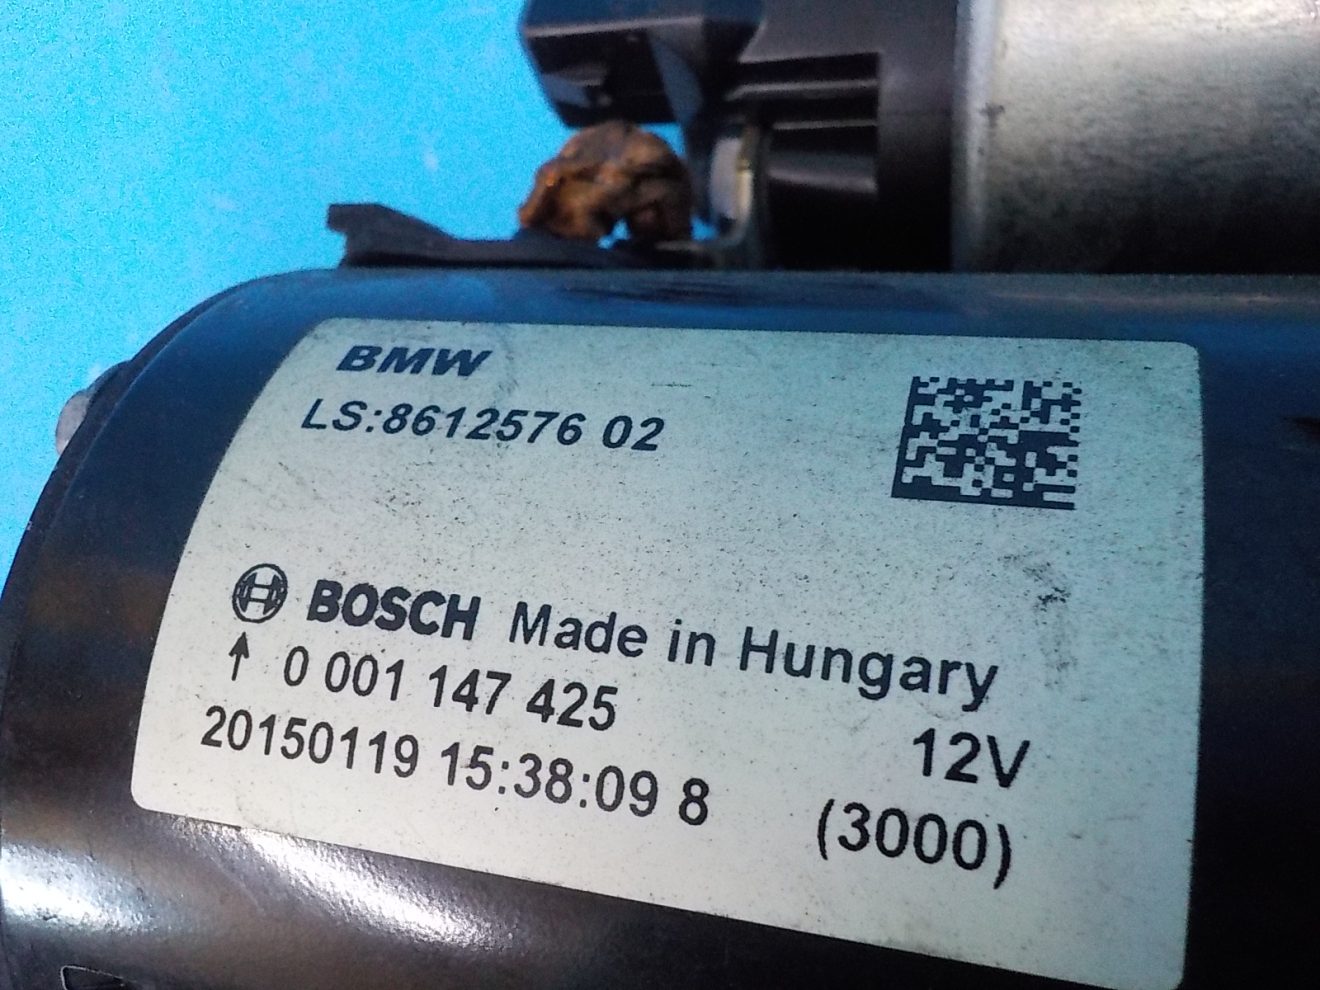 BMW
LS:8612576 02
BOSCH Made in Hungary
↑ 0 001 147 425
12V
20150119 15:38:09 8
(3000)